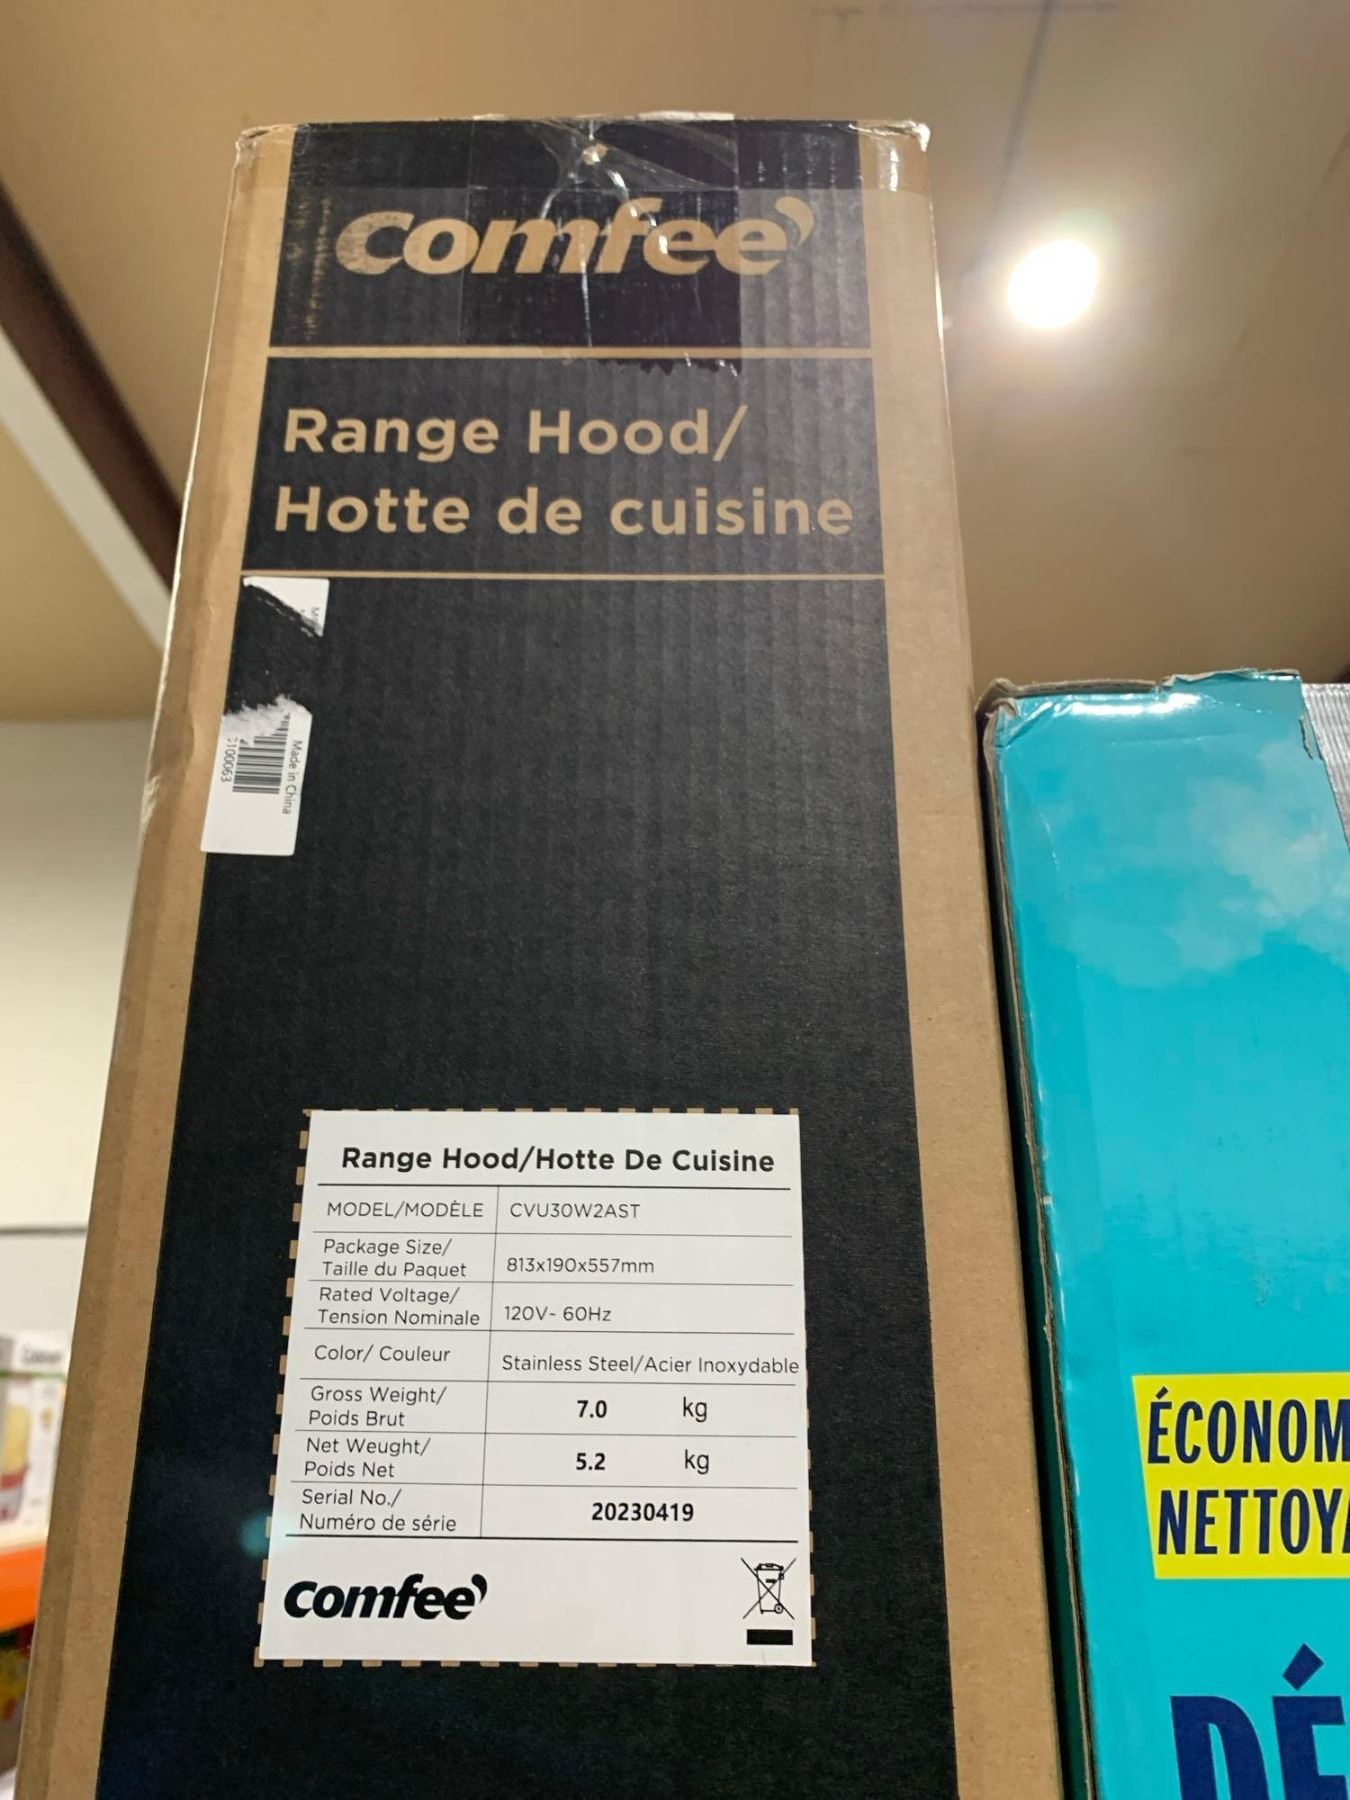 comfee'
Range Hood/
Hotte de cuisine
Made in China
100063
Range Hood/Hotte De Cuisine
MODEL/MODÈLE CVU30W2AST
Package Size/
Taille du Paquet 813x190x557mm
Rated Voltage/
Tension Nominale 120V~ 60Hz
Color/ Couleur Stainless Steel/Acier Inoxydable
Gross Weight/
Poids Brut 7.0 kg
Net Weught/
Poids Net 5.2 kg
Serial No./
Numéro de série 20230419
comfee'
ÉCONOM
NETTOYA
DÉ